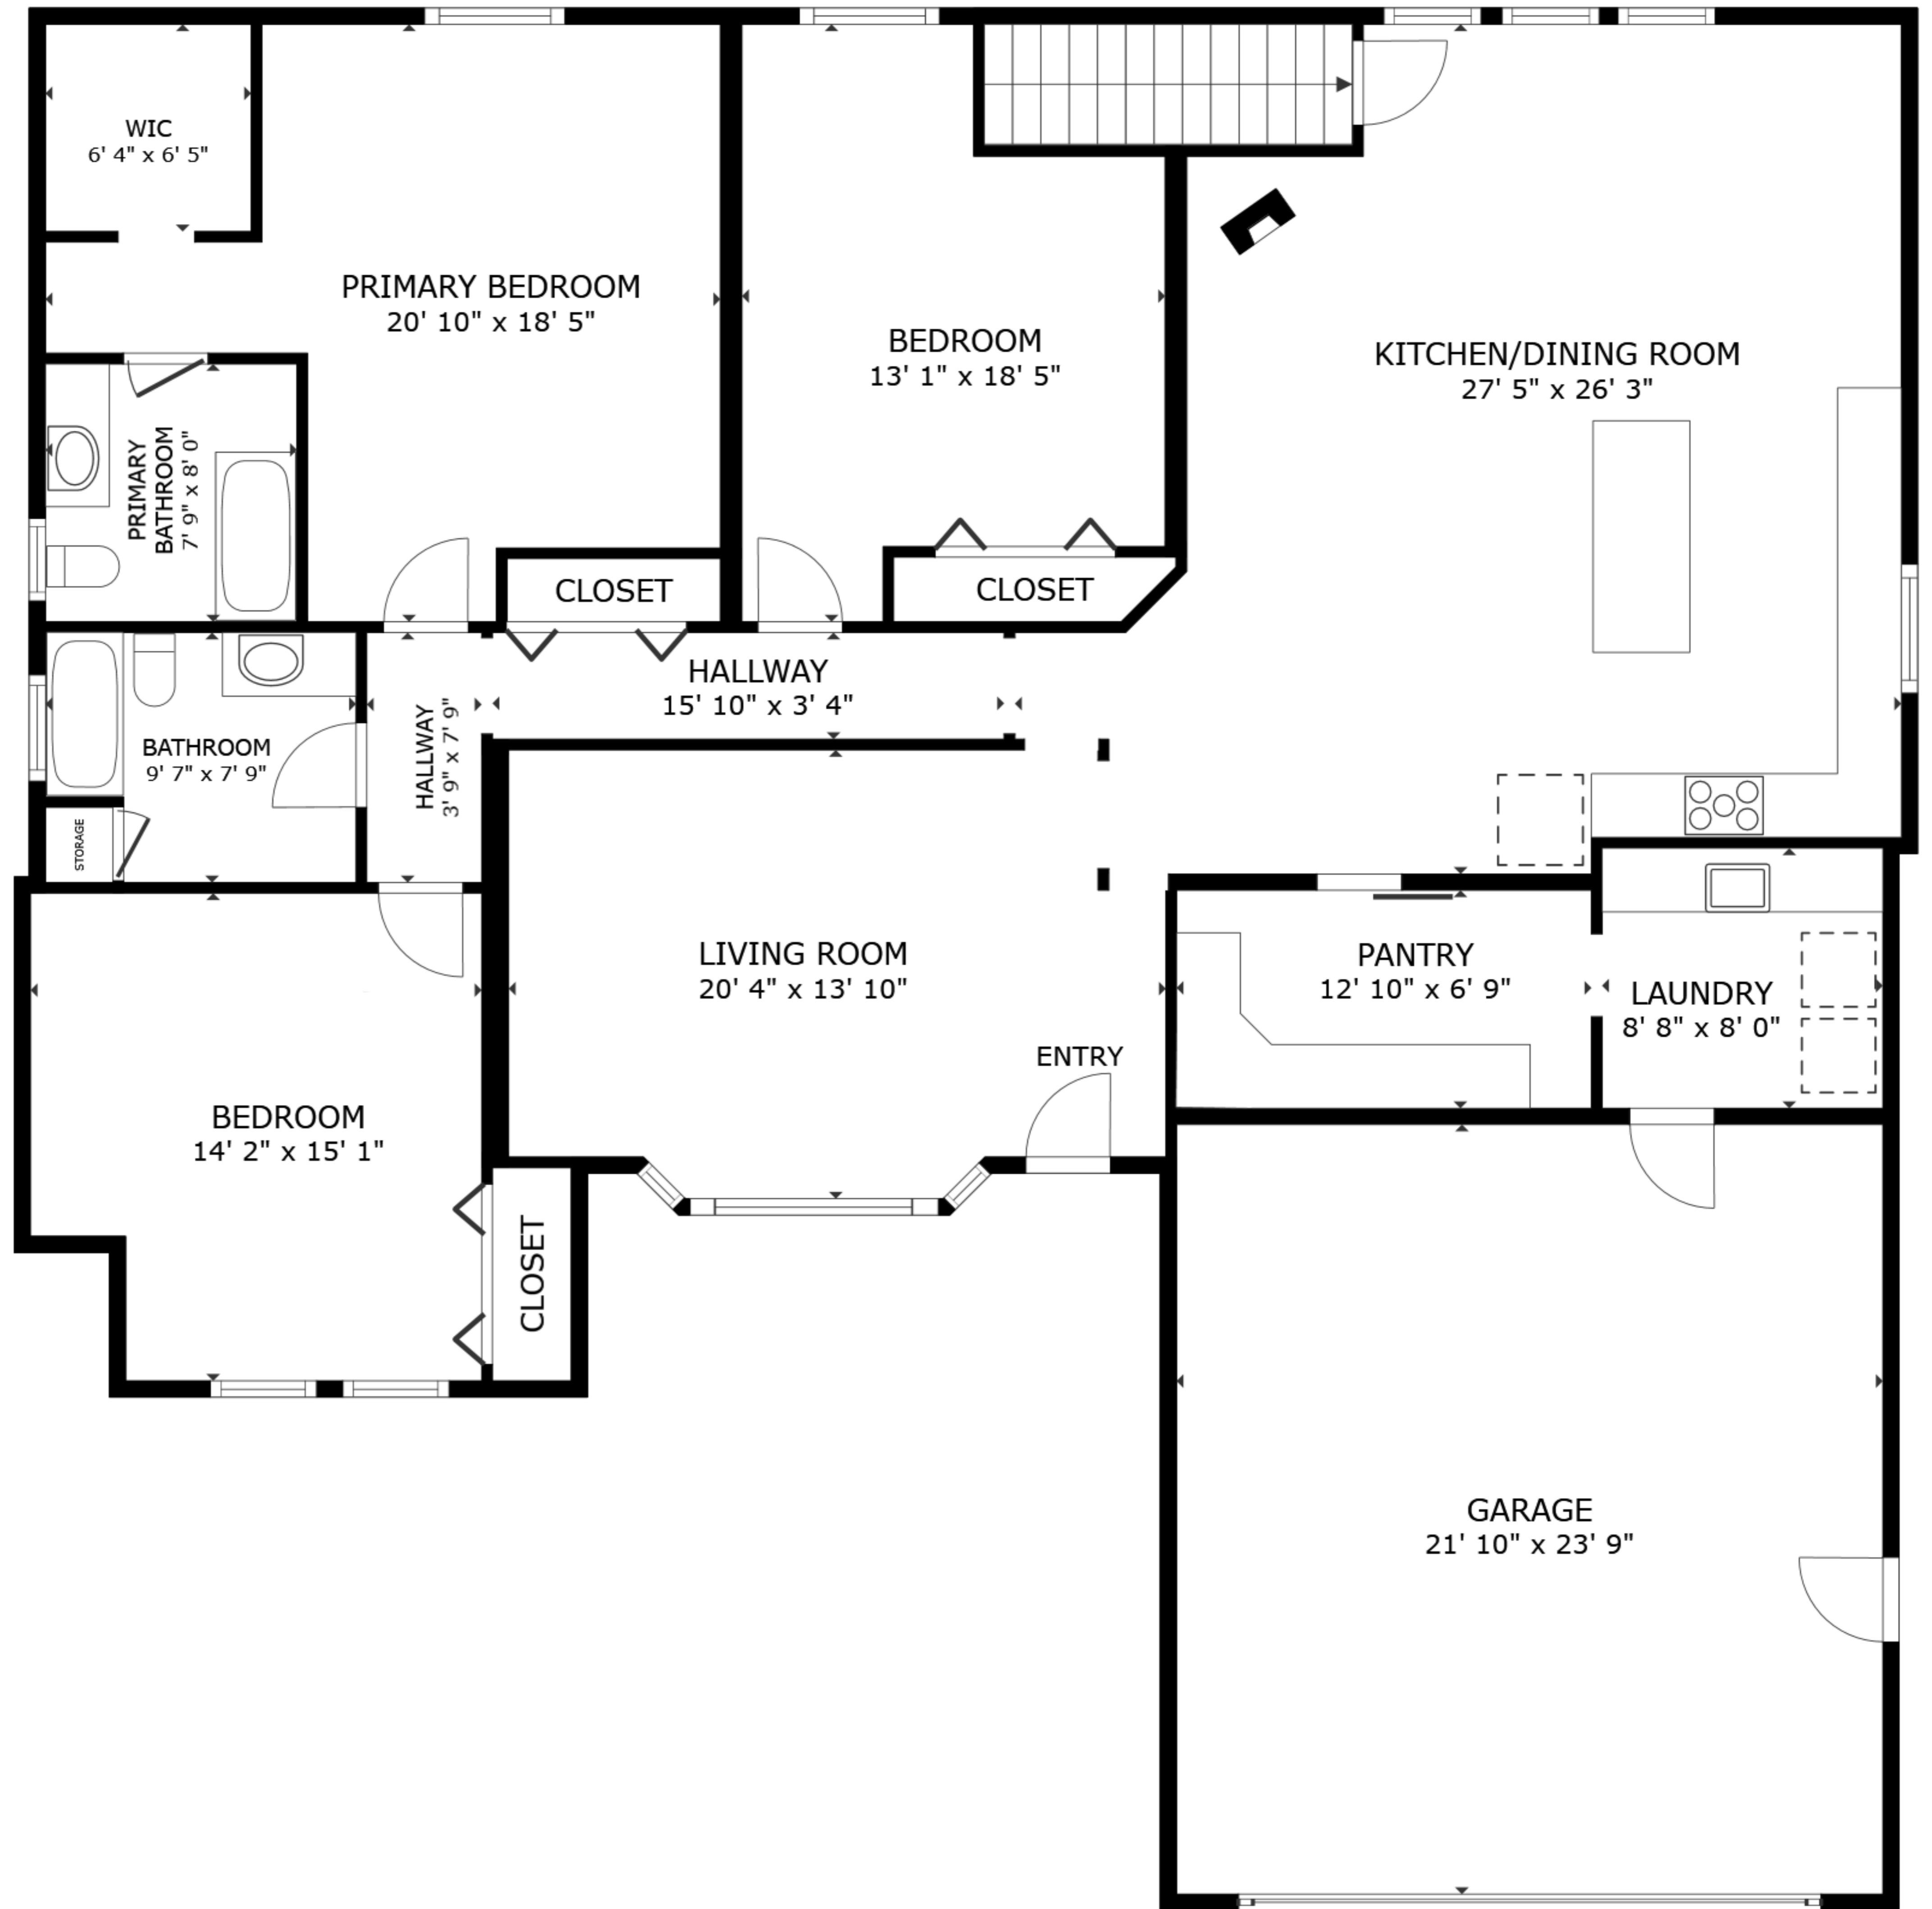 WIC
6' 4" x 6' 5"
PRIMARY BEDROOM
20' 10" x 18' 5"
BEDROOM
13' 1" x 18' 5"
KITCHEN/DINING ROOM
27' 5" x 26' 3"
PRIMARY
BATHROOM
7' 9" x 8' 0"
CLOSET
CLOSET
HALLWAY
15' 10" x 3' 4"
HALLWAY
3' 9" x 7' 9"
BATHROOM
9' 7" x 7' 9"
STORAGE
LIVING ROOM
20' 4" x 13' 10"
PANTRY
12' 10" x 6' 9"
LAUNDRY
8' 8" x 8' 0"
ENTRY
BEDROOM
14' 2" x 15' 1"
CLOSET
GARAGE
21' 10" x 23' 9"